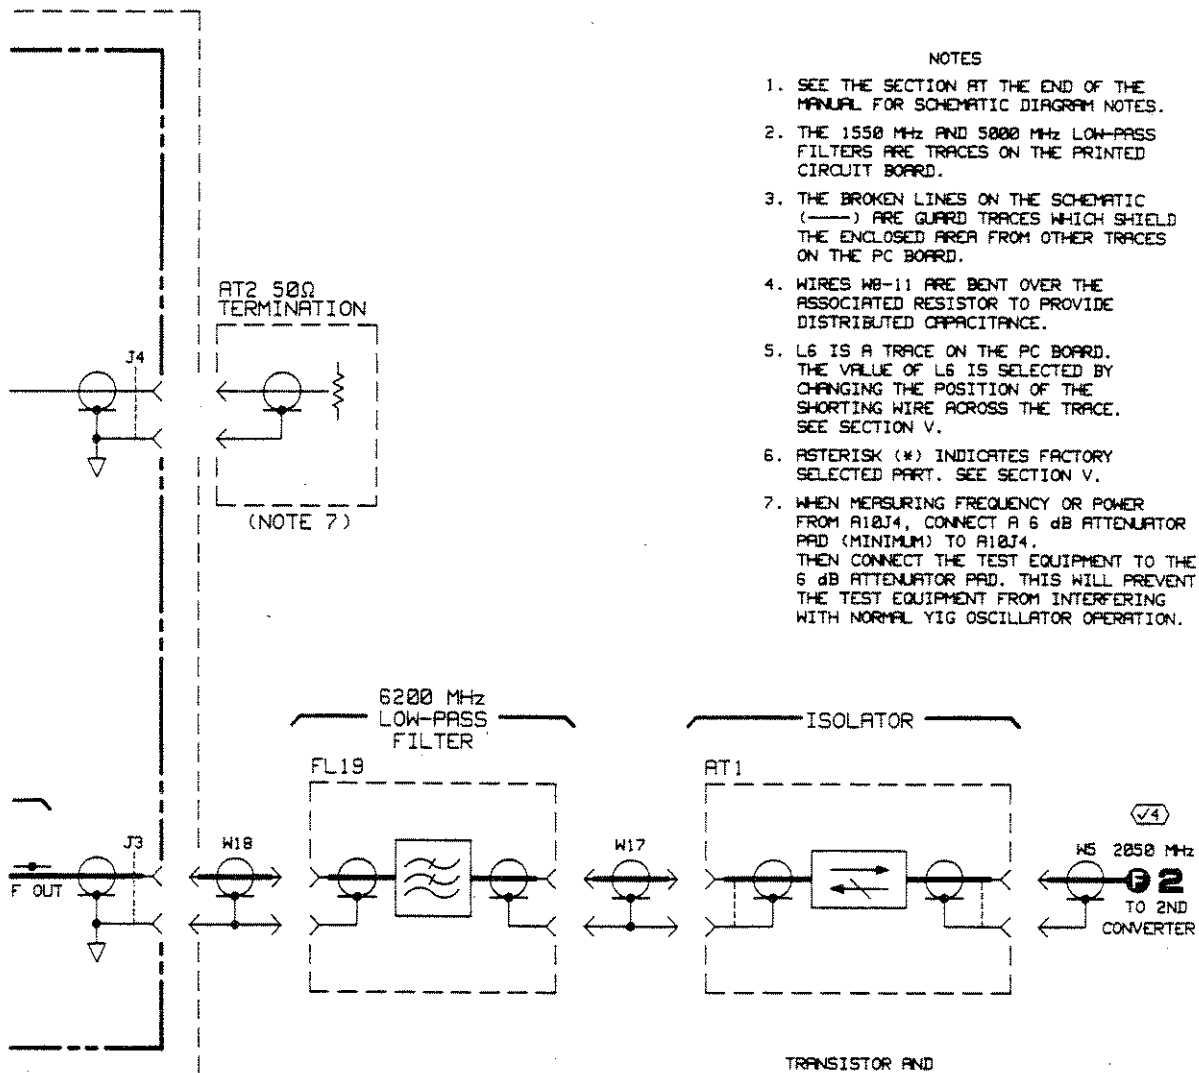 NOTES
1. SEE THE SECTION AT THE END OF THE
MANUAL FOR SCHEMATIC DIAGRAM NOTES.
2. THE 1550 MHz AND 5000 MHz LOW-PASS
FILTERS ARE TRACES ON THE PRINTED
CIRCUIT BOARD.
3. THE BROKEN LINES ON THE SCHEMATIC
(----) ARE GUARD TRACES WHICH SHIELD
THE ENCLOSED AREA FROM OTHER TRACES
ON THE PC BOARD.
4. WIRES W8-11 ARE BENT OVER THE
ASSOCIATED RESISTOR TO PROVIDE
DISTRIBUTED CAPACITANCE.
5. L6 IS A TRACE ON THE PC BOARD.
THE VALUE OF L6 IS SELECTED BY
CHANGING THE POSITION OF THE
SHORTING WIRE ACROSS THE TRACE.
SEE SECTION V.
6. ASTERISK (*) INDICATES FACTORY
SELECTED PART. SEE SECTION V.
7. WHEN MEASURING FREQUENCY OR POWER
FROM A10J4, CONNECT A 6 dB ATTENUATOR
PAD (MINIMUM) TO A10J4.
THEN CONNECT THE TEST EQUIPMENT TO THE
6 dB ATTENUATOR PAD. THIS WILL PREVENT
THE TEST EQUIPMENT FROM INTERFERING
WITH NORMAL YIG OSCILLATOR OPERATION.
AT2 50Ω
TERMINATION
J4
(NOTE 7)
6200 MHz
LOW-PASS
FILTER
ISOLATOR
FL19
AT1
√4
J3
W18
W17
W5 2050 MHz
F OUT
F 2
TO 2ND
CONVERTER
TRANSISTOR AND